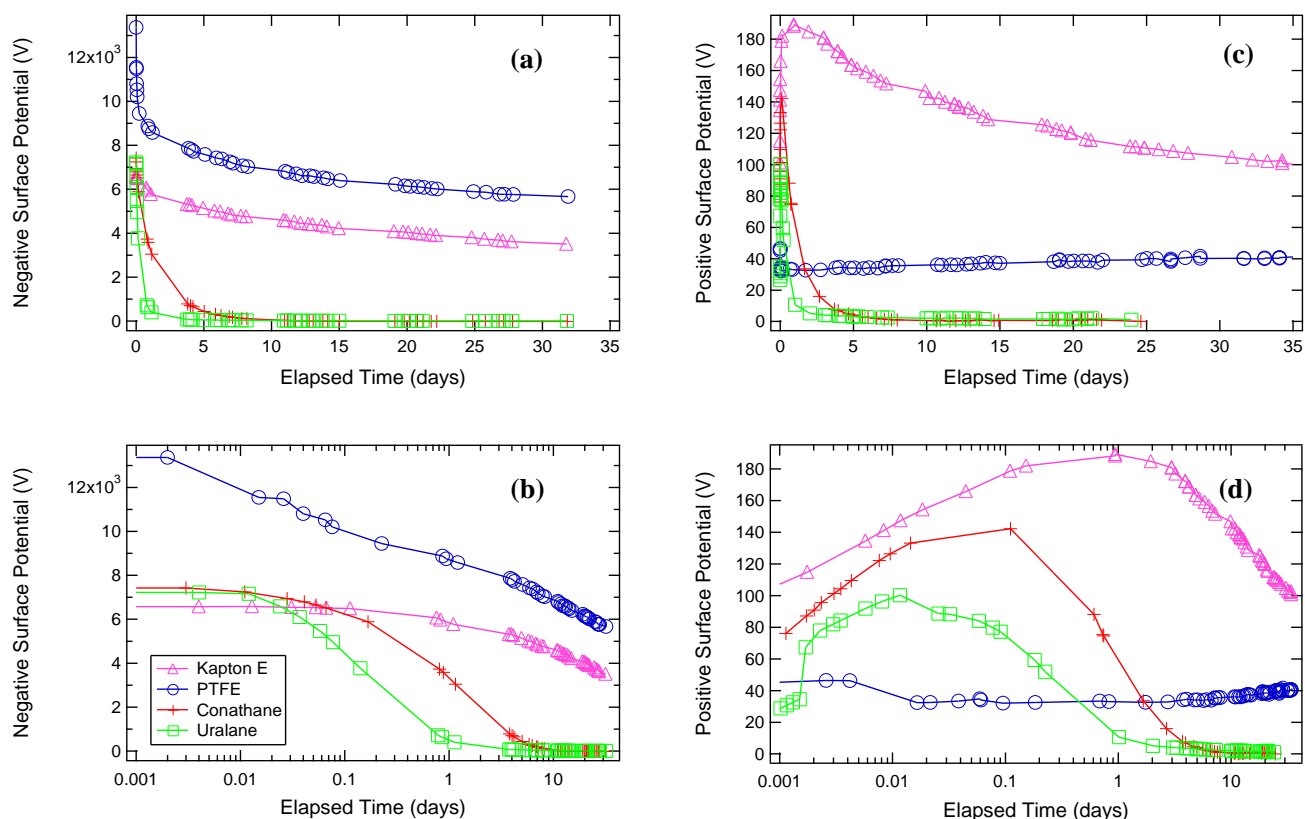 (a)
Negative Surface Potential (V)
12x10³
10
8
6
4
2
0
0 5 10 15 20 25 30 35
Elapsed Time (days)
(c)
Positive Surface Potential (V)
180
160
140
120
100
80
60
40
20
0
0 5 10 15 20 25 30 35
Elapsed Time (days)
(b)
Negative Surface Potential (V)
12x10³
10
8
6
4
2
0
Kapton E
PTFE
Conathane
Uralane
0.001 0.01 0.1 1 10
Elapsed Time (days)
(d)
Positive Surface Potential (V)
180
160
140
120
100
80
60
40
20
0
0.001 0.01 0.1 1 10
Elapsed Time (days)